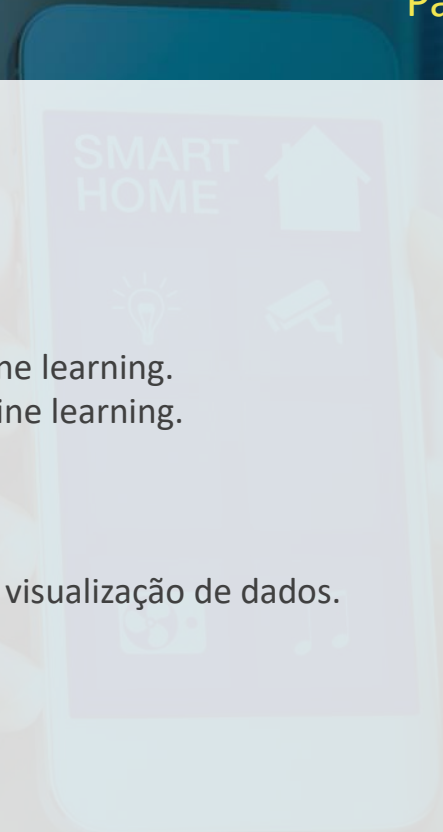 Pa
SMART
HOME
ne learning.
ine learning.
visualização de dados.